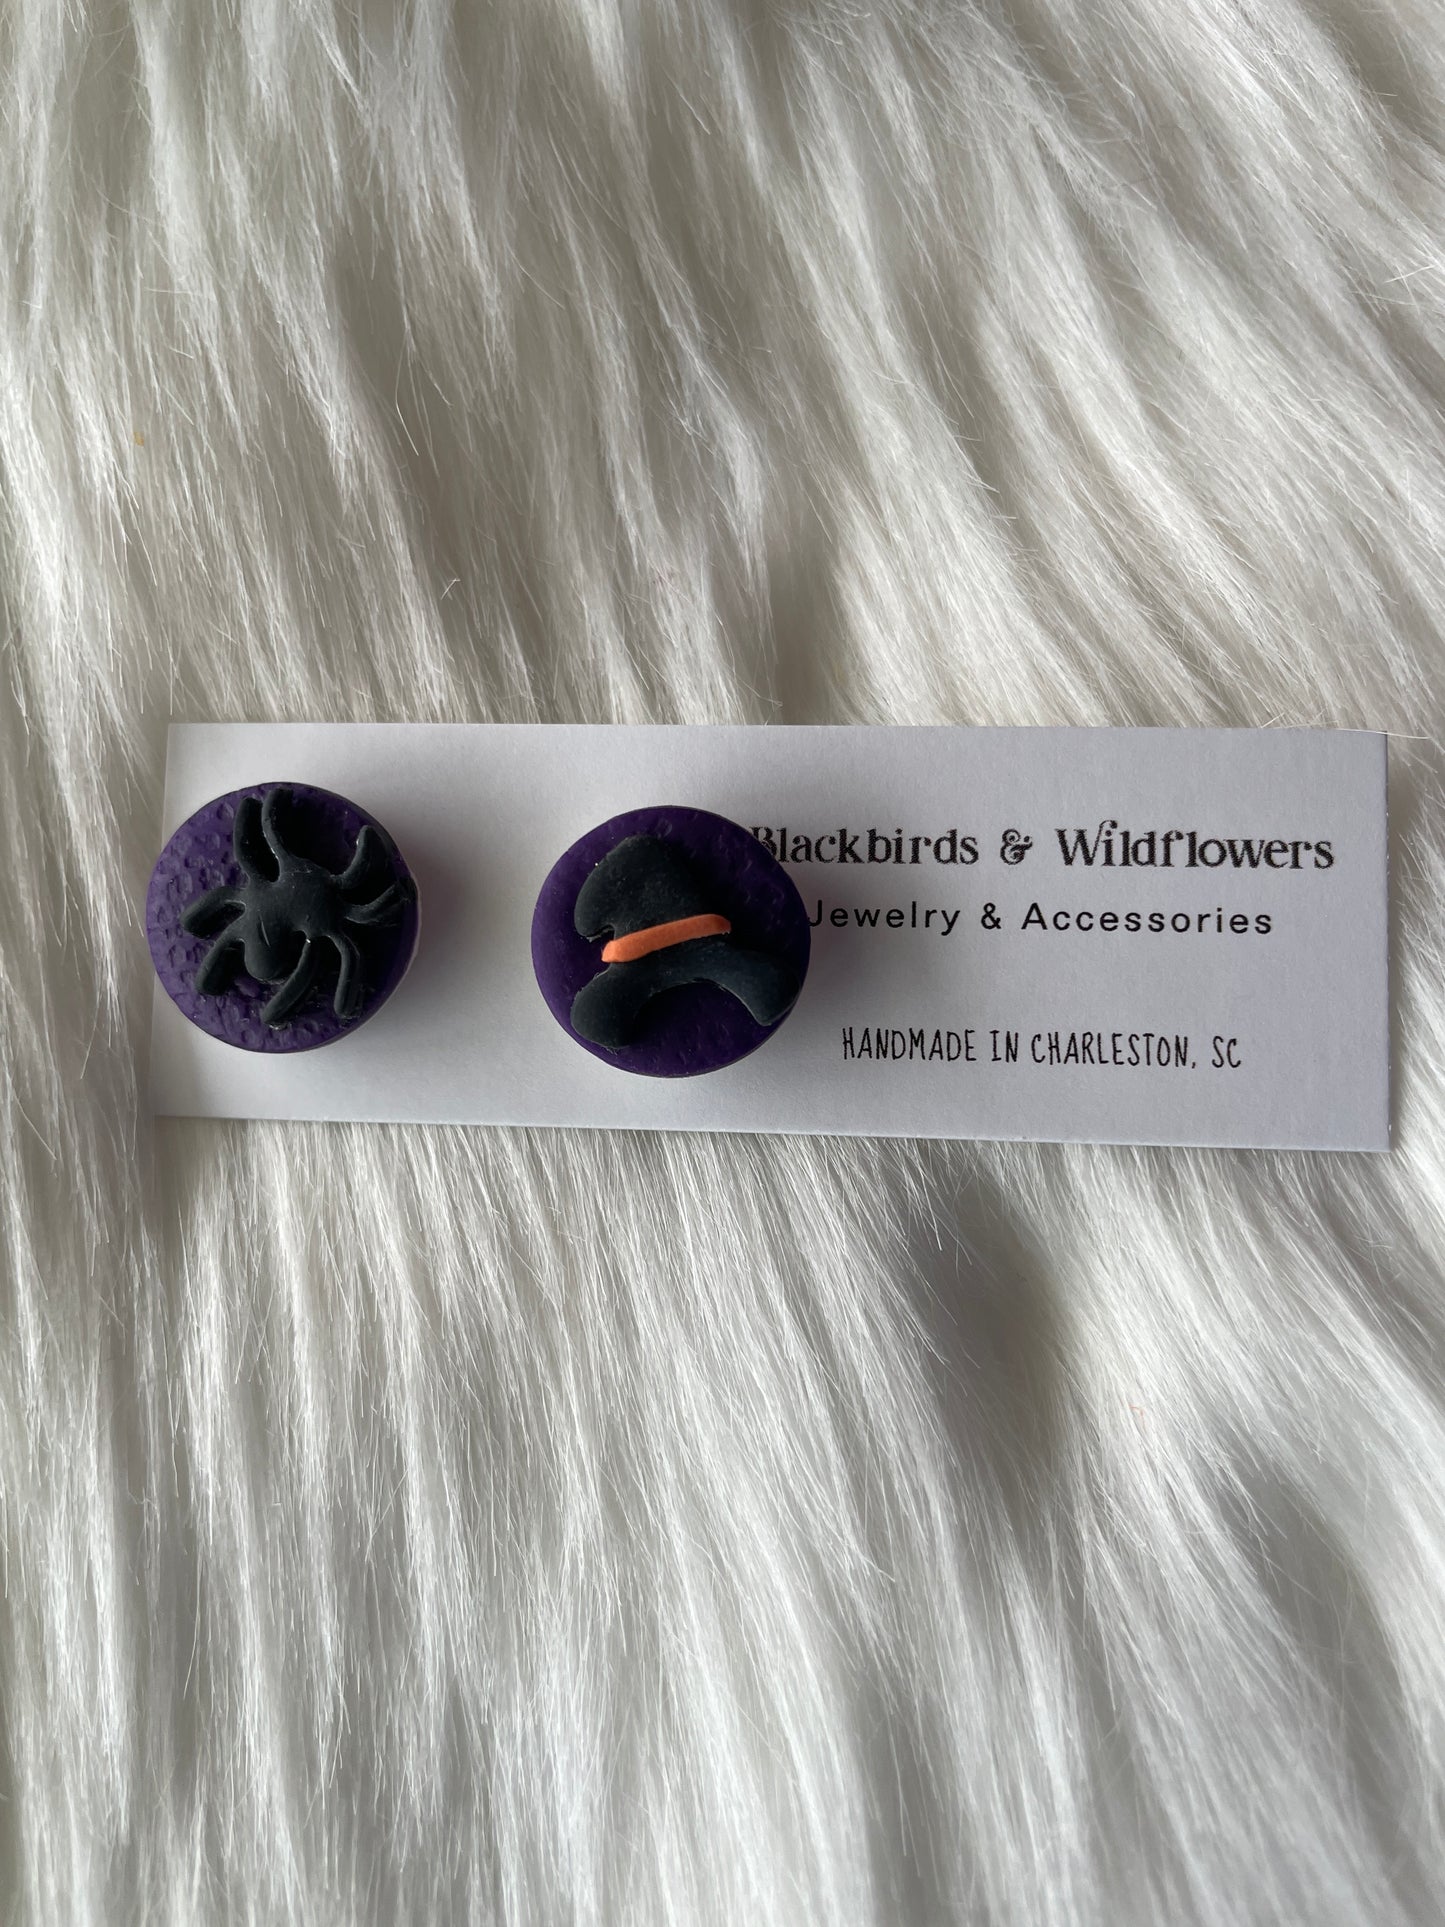 Blackbirds & Wildflowers
Jewelry & Accessories
HANDMADE IN CHARLESTON, SC